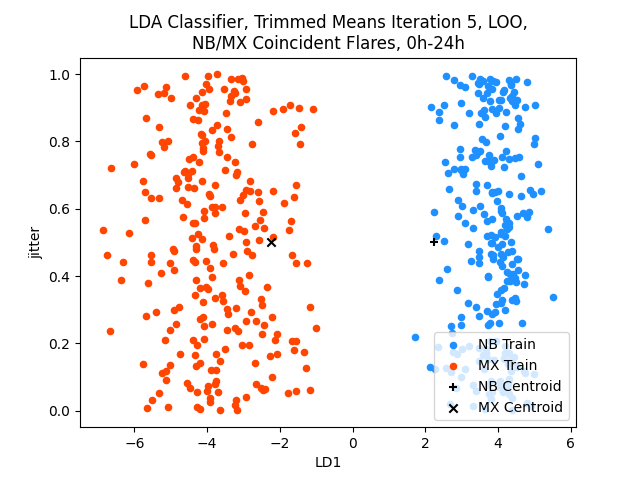 LDA Classifier, Trimmed Means Iteration 5, LOO,
NB/MX Coincident Flares, 0h-24h
1.0
0.8
0.6
0.4
0.2
0.0
jitter
−6
−4
−2
0
2
4
6
LD1
NB Train
MX Train
NB Centroid
MX Centroid